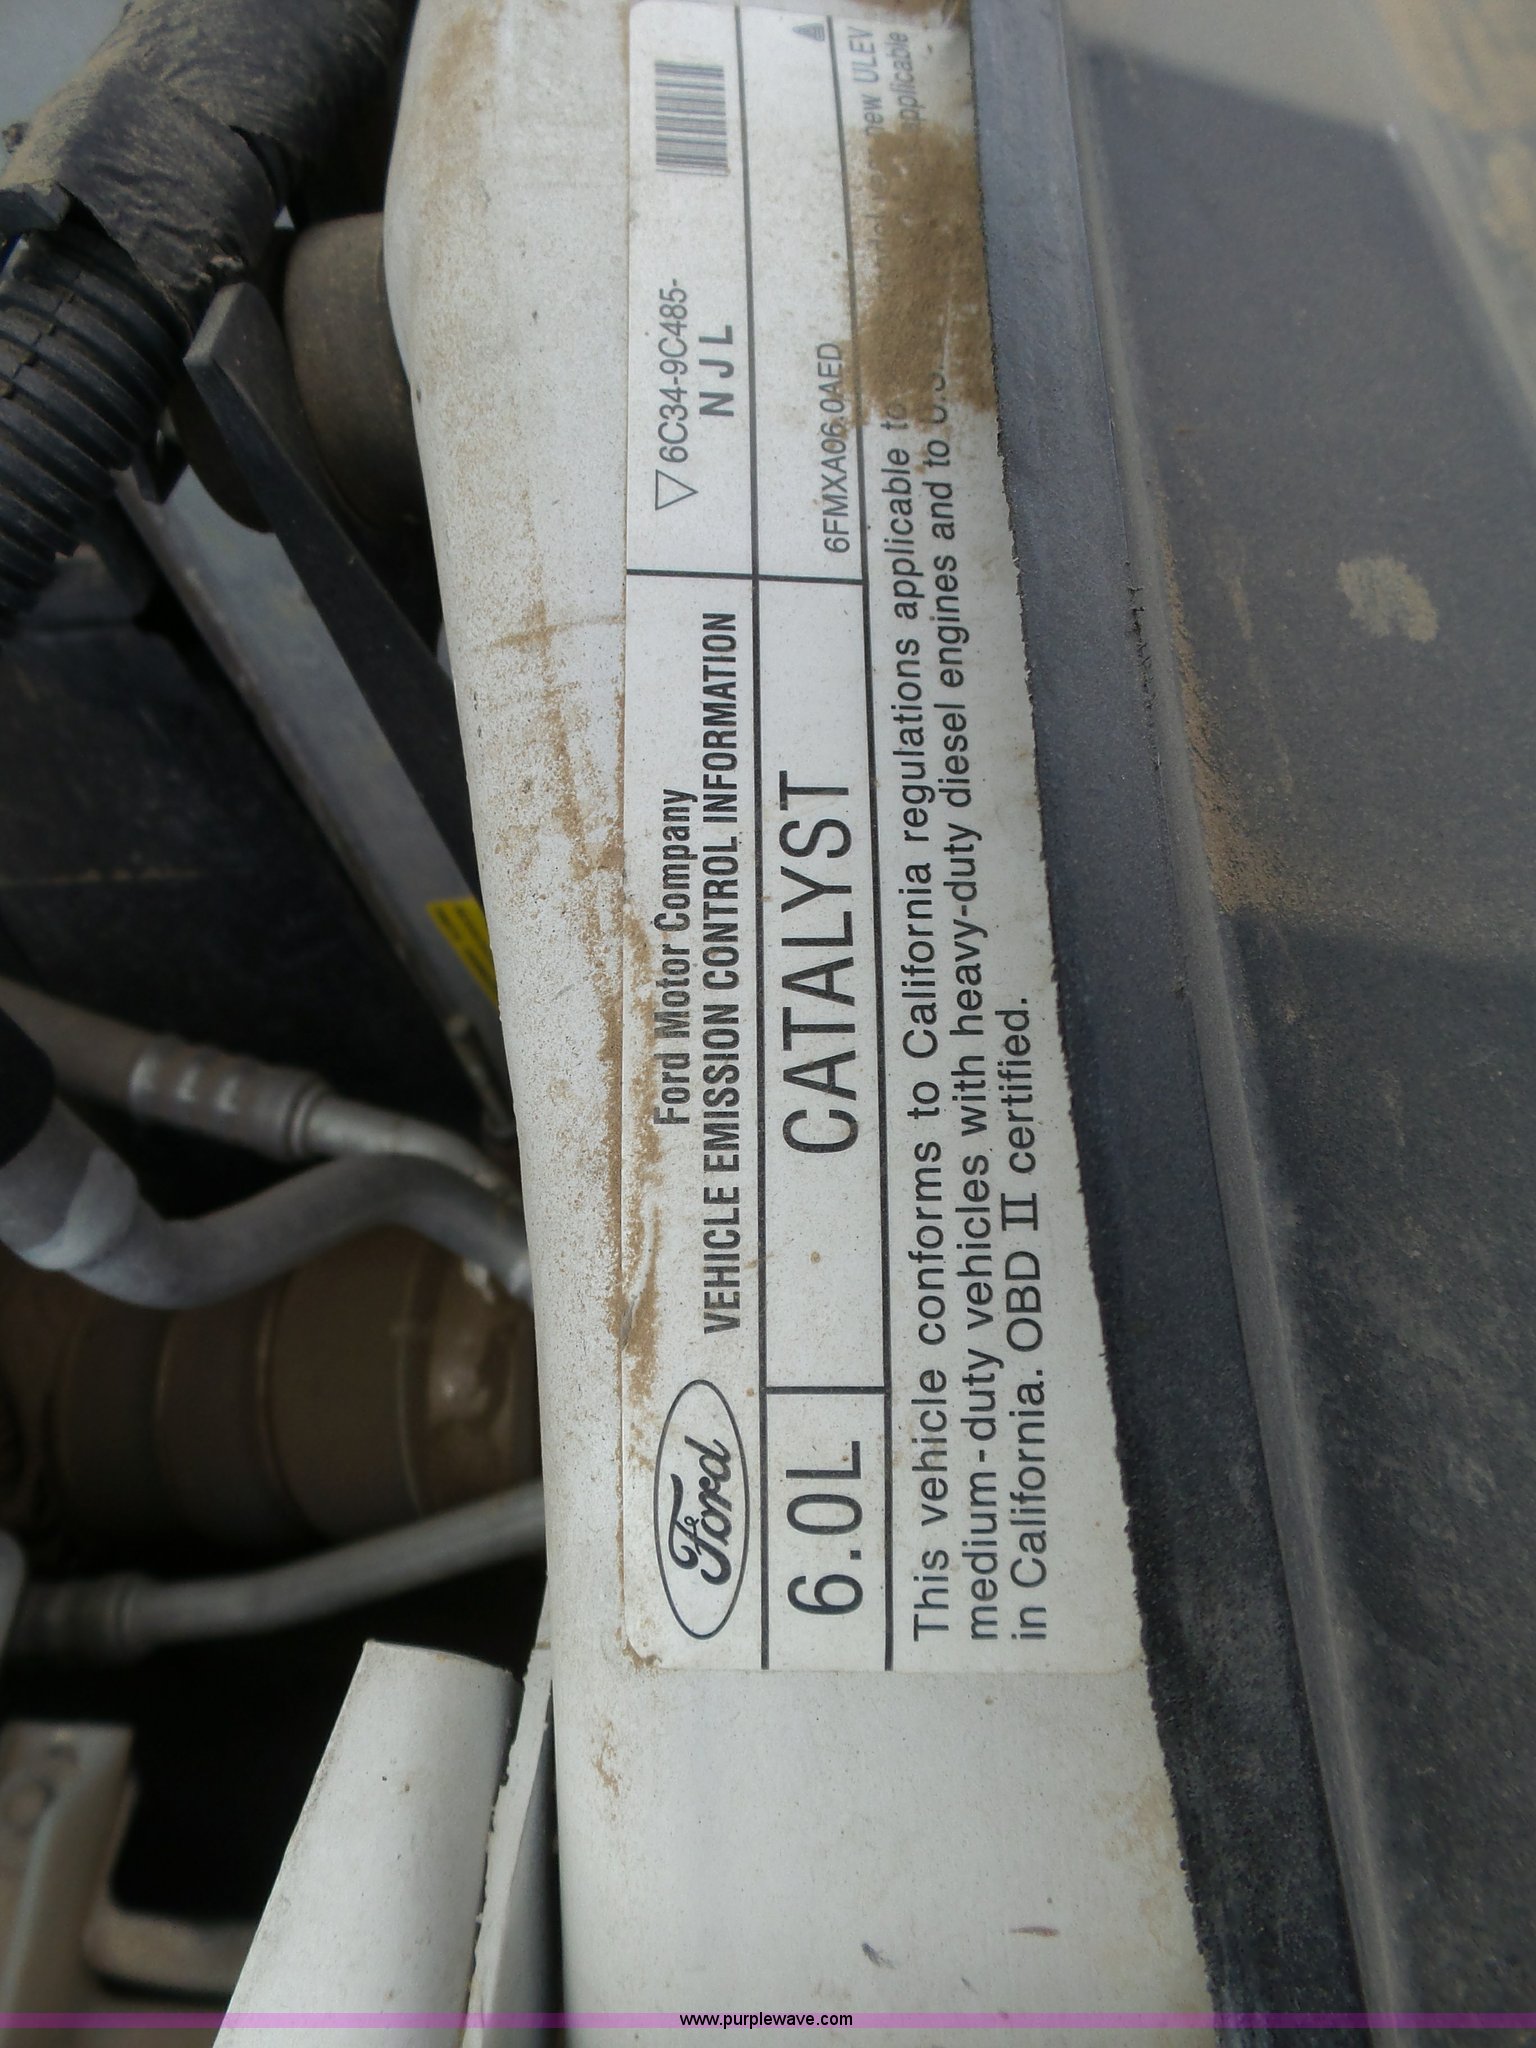 Ford
Ford Motor Company
VEHICLE EMISSION CONTROL INFORMATION
6C34-9C485-
N J L
6.0L
CATALYST
6FMXA06.0AED
This vehicle conforms to California regulations applicable to new ULEV
medium-duty vehicles with heavy-duty diesel engines and to U.S. applicable
in California. OBD II certified.
www.purplewave.com